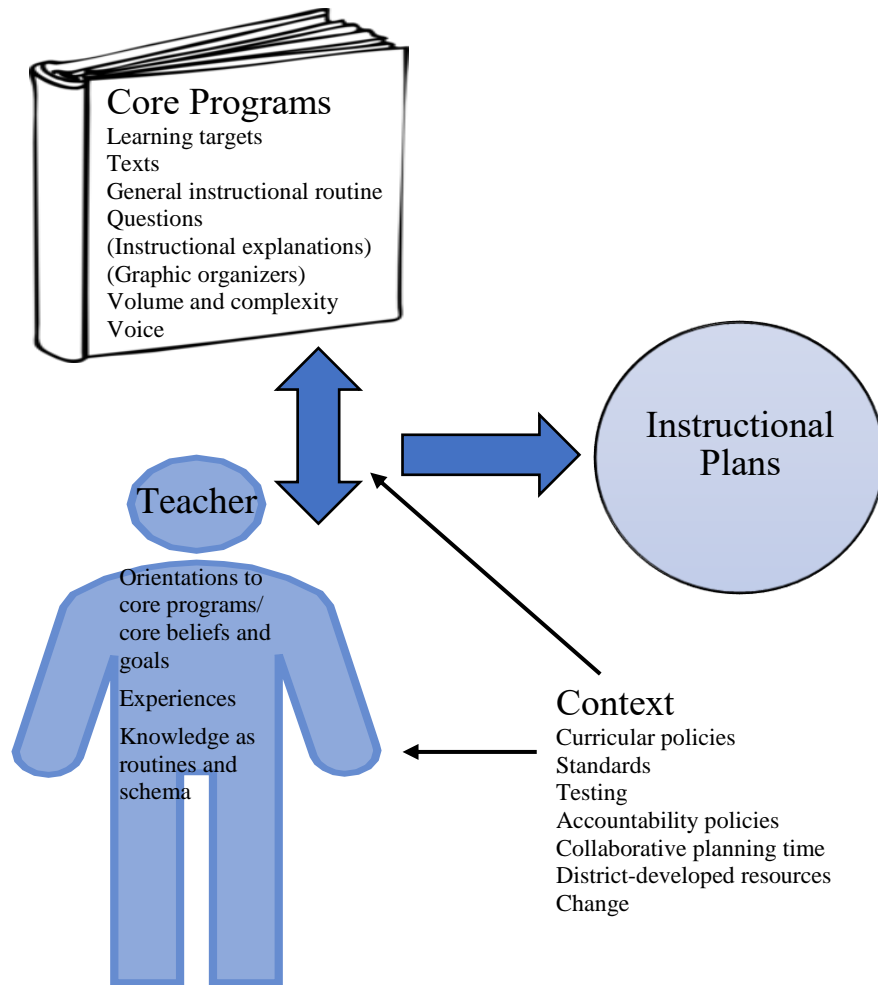 Core Programs
Learning targets
Texts
General instructional routine
Questions
(Instructional explanations)
(Graphic organizers)
Volume and complexity
Voice
Instructional
Plans
Teacher
Orientations to
core programs/
core beliefs and
goals
Experiences
Knowledge as
routines and
schema
Context
Curricular policies
Standards
Testing
Accountability policies
Collaborative planning time
District-developed resources
Change